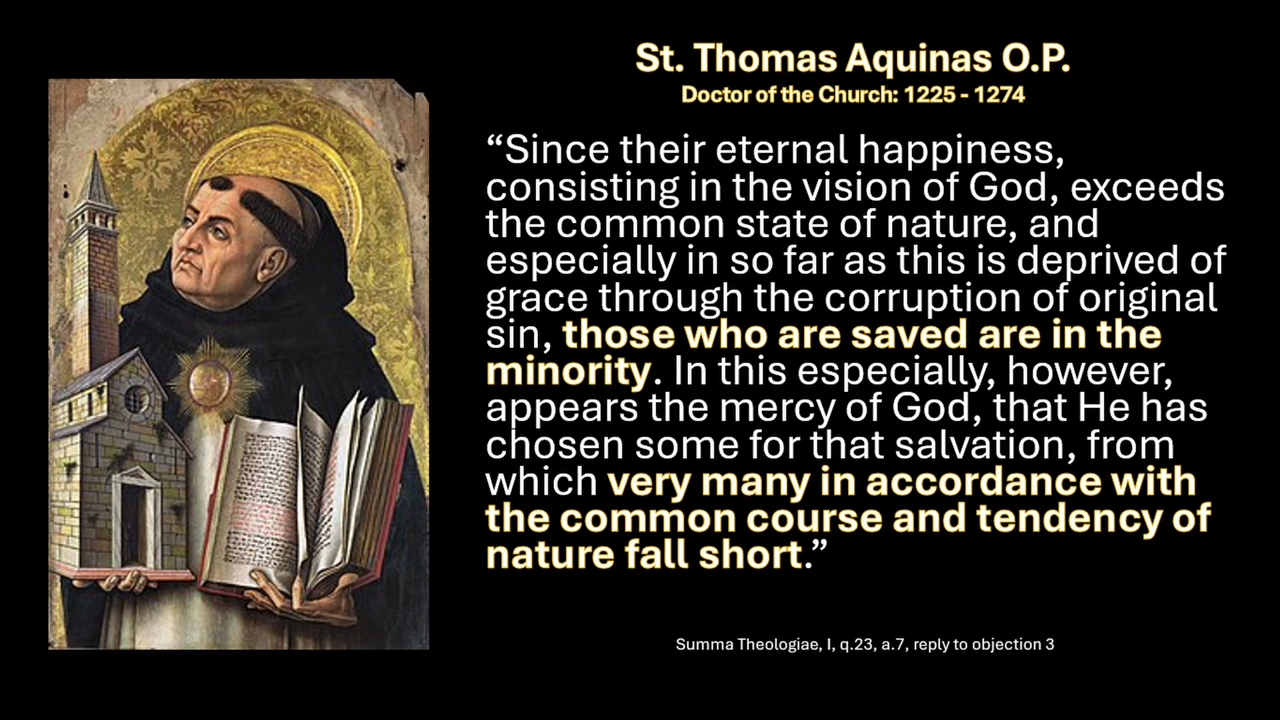 St. Thomas Aquinas O.P.
Doctor of the Church: 1225 - 1274
“Since their eternal happiness,
consisting in the vision of God, exceeds
the common state of nature, and
especially in so far as this is deprived of
grace through the corruption of original
sin, those who are saved are in the
minority. In this especially, however,
appears the mercy of God, that He has
chosen some for that salvation, from
which very many in accordance with
the common course and tendency of
nature fall short.”
Summa Theologiae, I, q.23, a.7, reply to objection 3